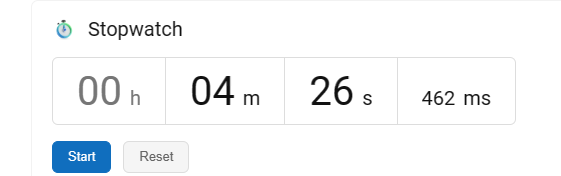 Stopwatch
00 h 04 m 26 s 462 ms
Start Reset